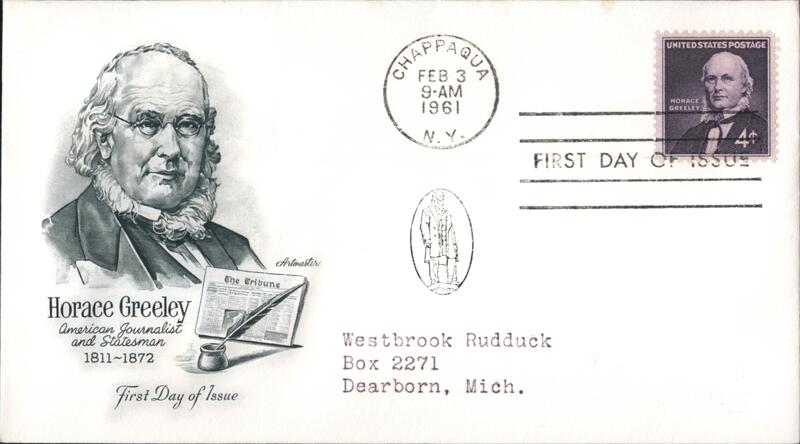 CHAPPAQUA
FEB 3
9-AM
1961
N.Y.
UNITED STATES POSTAGE
HORACE
GREELEY
4¢
FIRST DAY OF ISSUE
Artmaster
The Tribune
Horace Greeley
American Journalist
and Statesman
1811~1872
First Day of Issue
Westbrook Rudduck
Box 2271
Dearborn, Mich.